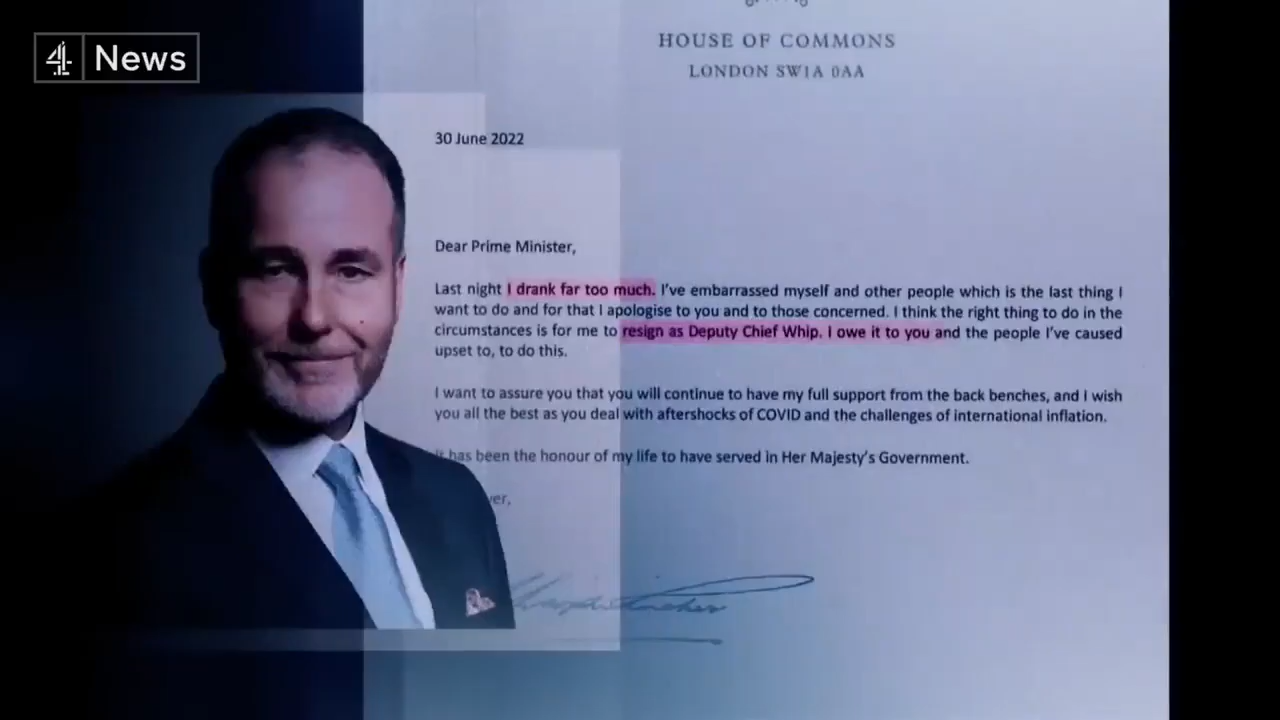 4 News
HOUSE OF COMMONS
LONDON SW1A 0AA
30 June 2022
Dear Prime Minister,
Last night I drank far too much. I've embarrassed myself and other people which is the last thing I
want to do and for that I apologise to you and to those concerned. I think the right thing to do in the
circumstances is for me to resign as Deputy Chief Whip. I owe it to you and the people I've caused
upset to, to do this.
I want to assure you that you will continue to have my full support from the back benches, and I wish
you all the best as you deal with aftershocks of COVID and the challenges of international inflation.
It has been the honour of my life to have served in Her Majesty's Government.